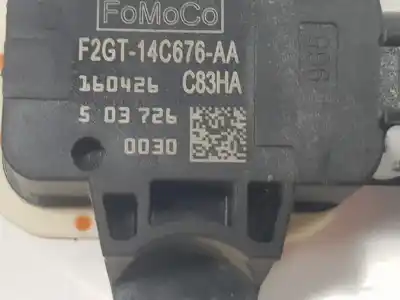 FoMoCo
F2GT-14C676-AA
160426 C83HA
5 03 726
0030